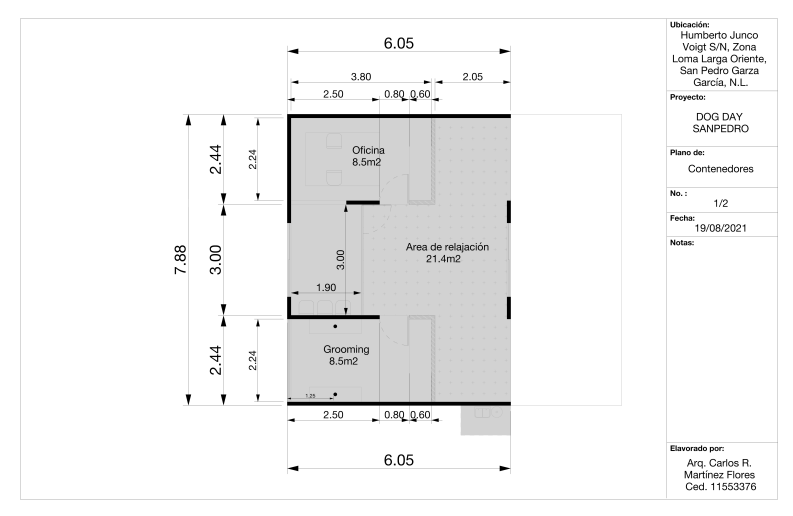 6.05
3.80
2.05
2.50
0.80
0.60
2.44
2.24
Oficina
8.5m2
7.88
3.00
3.00
Area de relajación
21.4m2
1.90
2.44
2.24
Grooming
8.5m2
1.25
2.50
0.80
0.60
6.05
Ubicación:
Humberto Junco
Voigt S/N, Zona
Loma Larga Oriente,
San Pedro Garza
García, N.L.
Proyecto:
DOG DAY
SANPEDRO
Plano de:
Contenedores
No. :
1/2
Fecha:
19/08/2021
Notas:
Elavorado por:
Arq. Carlos R.
Martínez Flores
Ced. 11553376